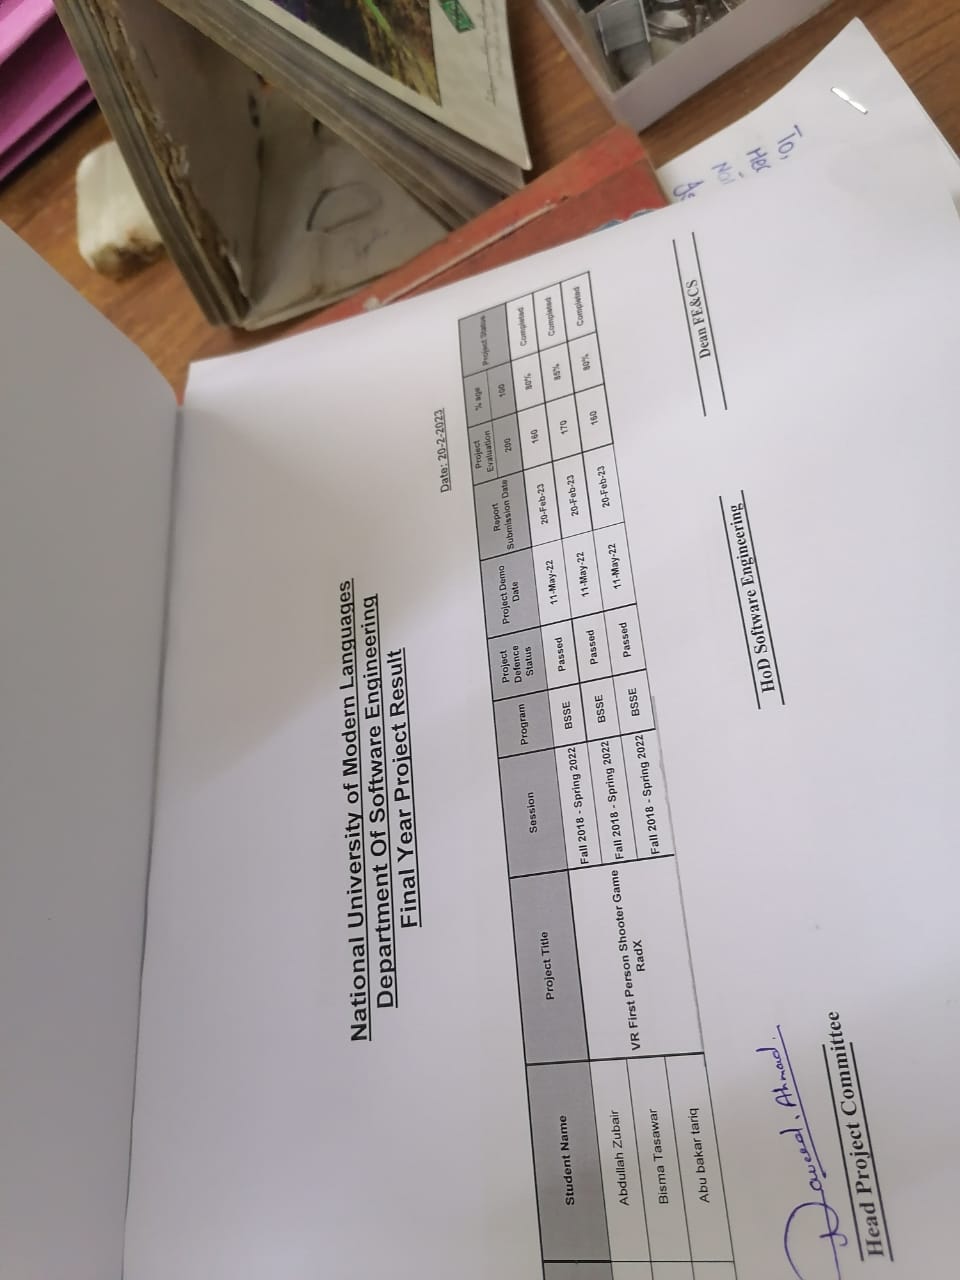 National University of Modern Languages
Department Of Software Engineering
Final Year Project Result
Date: 20-2-2023
Student Name | Project Title | Session | Program | Project Defence Status | Project Demo Date | Report Submission Date | Project Evaluation 200 | % age 100 | Project Status
Abdullah Zubair | VR First Person Shooter Game RadX | Fall 2018 - Spring 2022 | BSSE | Passed | 11-May-22 | 20-Feb-23 | 160 | 80% | Completed
Bisma Tasawar | Fall 2018 - Spring 2022 | BSSE | Passed | 11-May-22 | 20-Feb-23 | 170 | 85% | Completed
Abu bakar tariq | Fall 2018 - Spring 2022 | BSSE | Passed | 11-May-22 | 20-Feb-23 | 160 | 80% | Completed
Naveed. Ahmad.
Head Project Committee
HoD Software Engineering
Dean FE&CS
To,